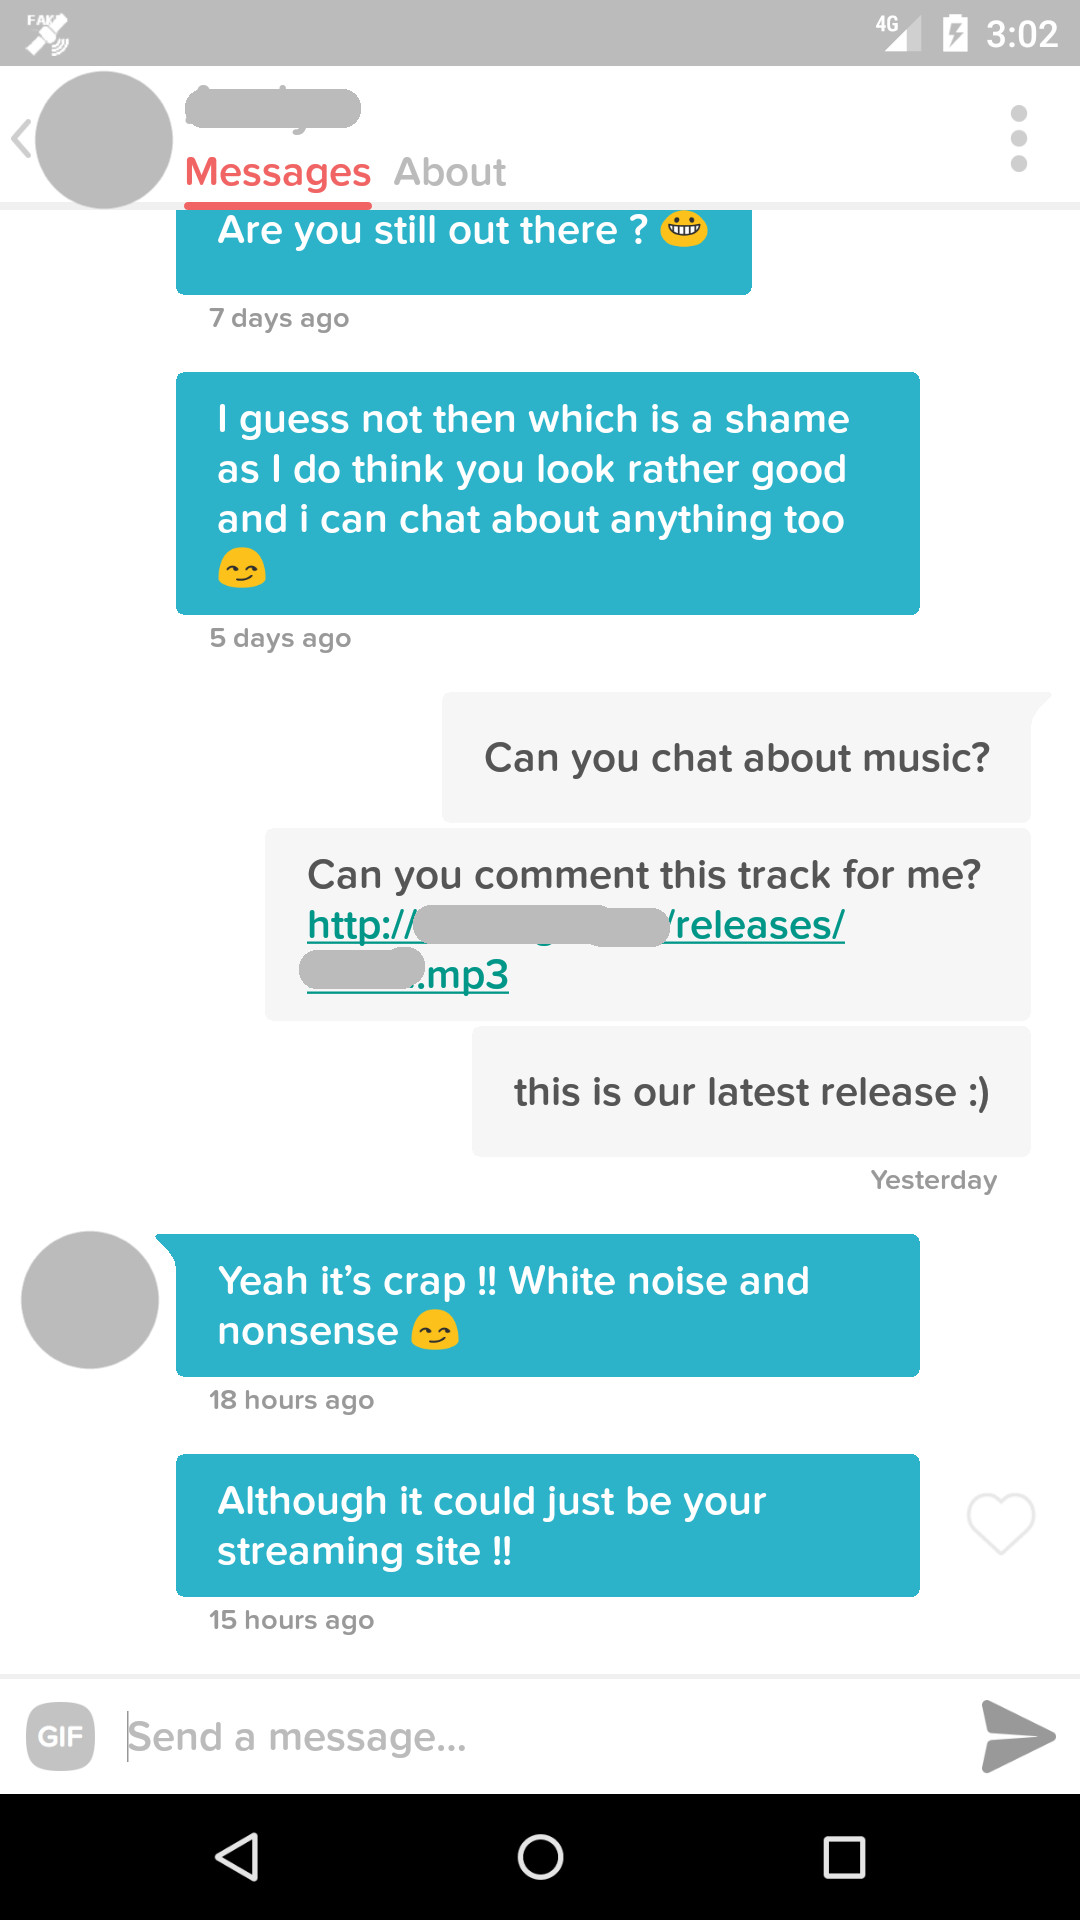 FAKE
4G
3:02
Messages About
Are you still out there ? 😀
7 days ago
I guess not then which is a shame
as I do think you look rather good
and i can chat about anything too
😏
5 days ago
Can you chat about music?
Can you comment this track for me?
http:// /releases/
.mp3
this is our latest release :)
Yesterday
Yeah it’s crap !! White noise and
nonsense 😏
18 hours ago
Although it could just be your
streaming site !!
15 hours ago
GIF Send a message...